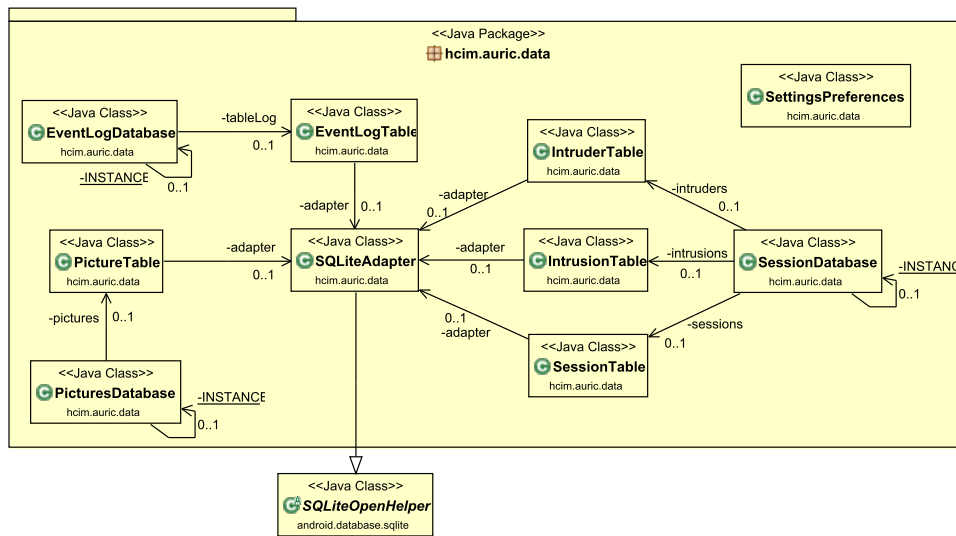 <<Java Package>>
hcim.auric.data
<<Java Class>>
SettingsPreferences
hcim.auric.data
<<Java Class>>
EventLogDatabase
hcim.auric.data
-tableLog
0..1
-INSTANCE
0..1
<<Java Class>>
EventLogTable
hcim.auric.data
-adapter
0..1
<<Java Class>>
IntruderTable
hcim.auric.data
-adapter
0..1
-intruders
0..1
<<Java Class>>
PictureTable
hcim.auric.data
-adapter
0..1
<<Java Class>>
SQLiteAdapter
hcim.auric.data
-adapter
0..1
<<Java Class>>
IntrusionTable
hcim.auric.data
-intrusions
0..1
<<Java Class>>
SessionDatabase
hcim.auric.data
-INSTANC
0..1
-pictures
0..1
0..1
-adapter
-sessions
0..1
<<Java Class>>
SessionTable
hcim.auric.data
<<Java Class>>
PicturesDatabase
hcim.auric.data
-INSTANCE
0..1
<<Java Class>>
SQLiteOpenHelper
android.database.sqlite